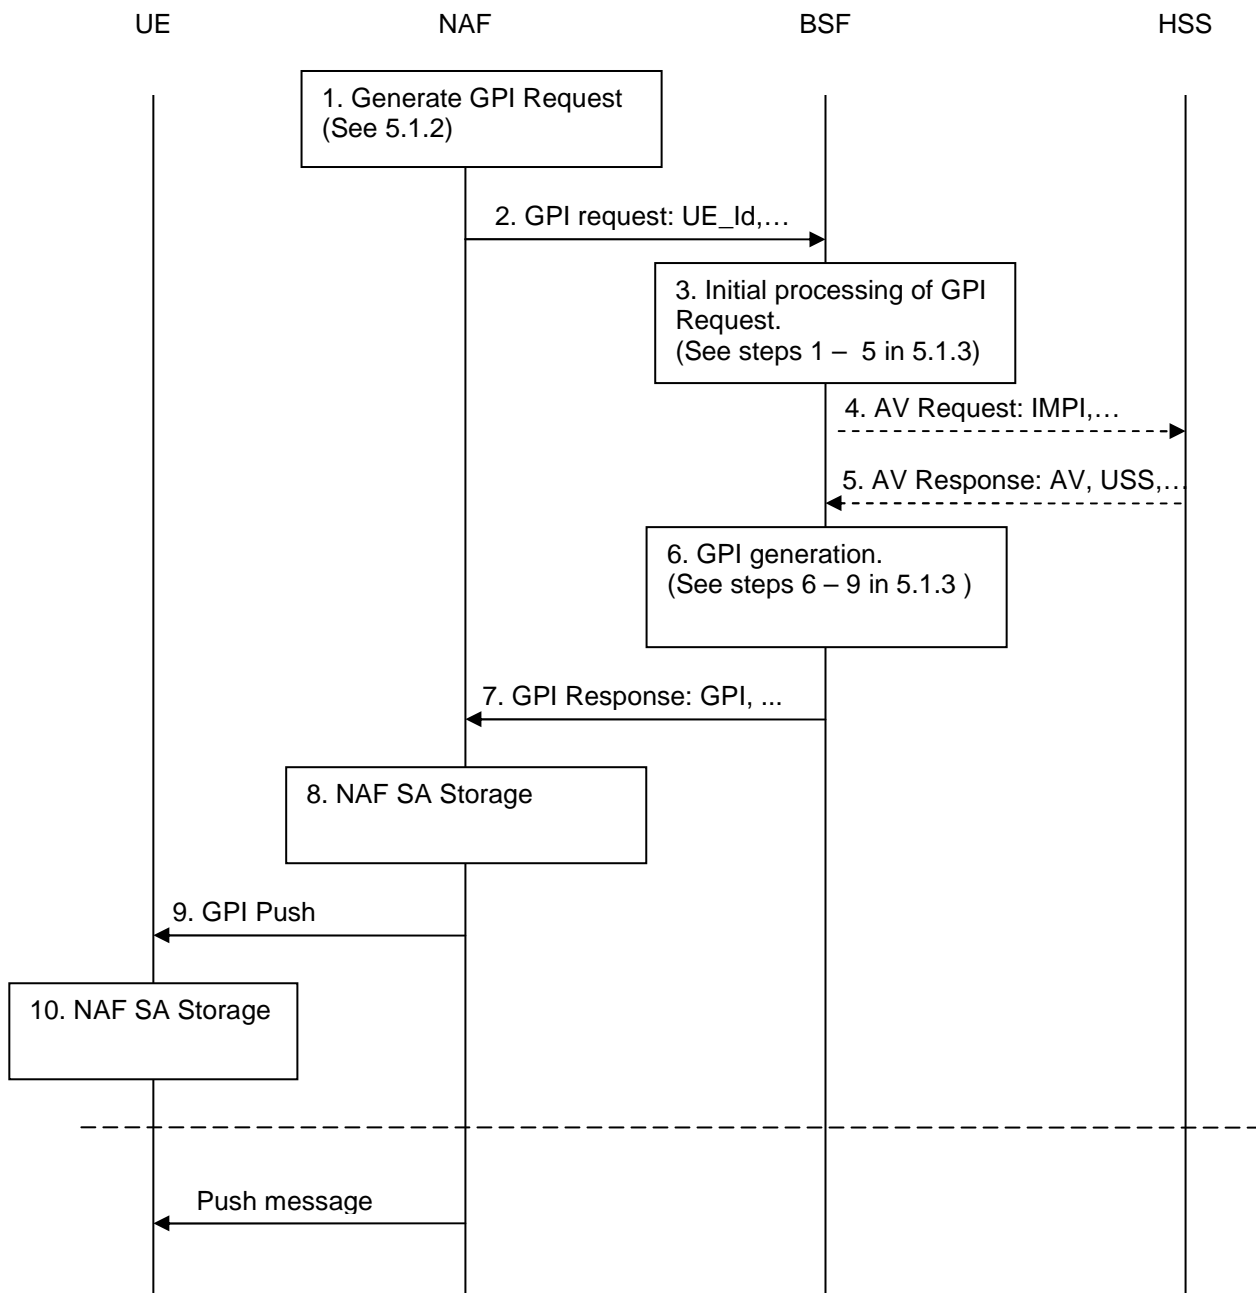 UE NAF BSF HSS
1. Generate GPI Request
(See 5.1.2)
2. GPI request: UE_Id,…
3. Initial processing of GPI
Request.
(See steps 1 – 5 in 5.1.3)
4. AV Request: IMPI,…
5. AV Response: AV, USS,…
6. GPI generation.
(See steps 6 – 9 in 5.1.3 )
7. GPI Response: GPI, ...
8. NAF SA Storage
9. GPI Push
10. NAF SA Storage
Push message